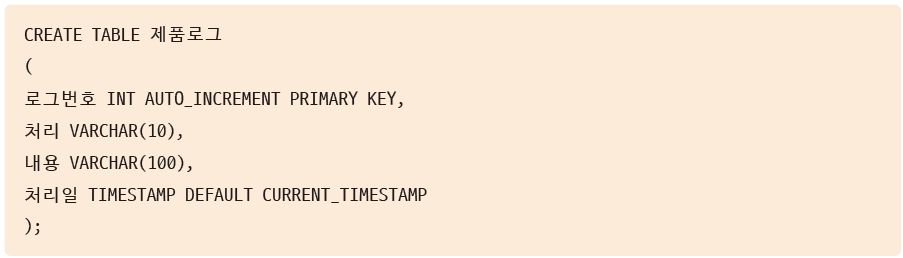 CREATE TABLE 제품로그
(
로그번호 INT AUTO_INCREMENT PRIMARY KEY,
처리 VARCHAR(10),
내용 VARCHAR(100),
처리일 TIMESTAMP DEFAULT CURRENT_TIMESTAMP
);